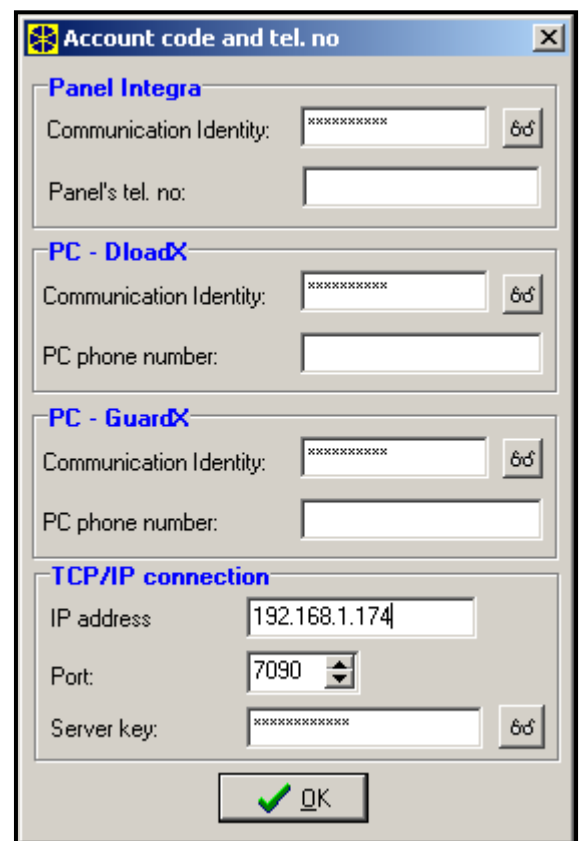 Account code and tel. no
Panel Integra
Communication Identity: **********
Panel's tel. no:
PC - DloadX
Communication Identity: **********
PC phone number:
PC - GuardX
Communication Identity: **********
PC phone number:
TCP/IP connection
IP address 192.168.1.174
Port: 7090
Server key: ************
OK